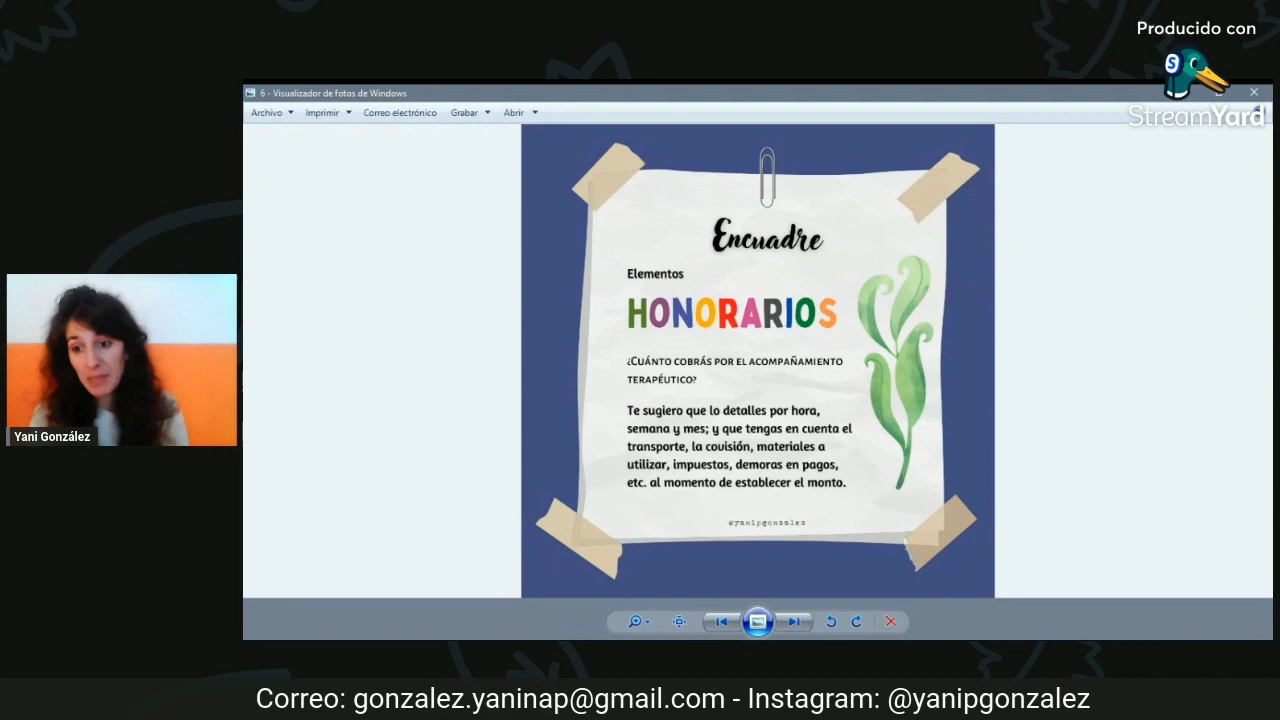 Producido con
S
StreamYard
6 - Visualizador de fotos de Windows
Archivo Imprimir Correo electrónico Grabar Abrir
Encuadre
Elementos
HONORARIOS
¿CUÁNTO COBRÁS POR EL ACOMPAÑAMIENTO
TERAPÉUTICO?
Te sugiero que lo detalles por hora,
semana y mes; y que tengas en cuenta el
transporte, la covisión, materiales a
utilizar, impuestos, demoras en pagos,
etc. al momento de establecer el monto.
@yanipgonzalez
Yani González
Correo: gonzalez.yaninap@gmail.com - Instagram: @yanipgonzalez